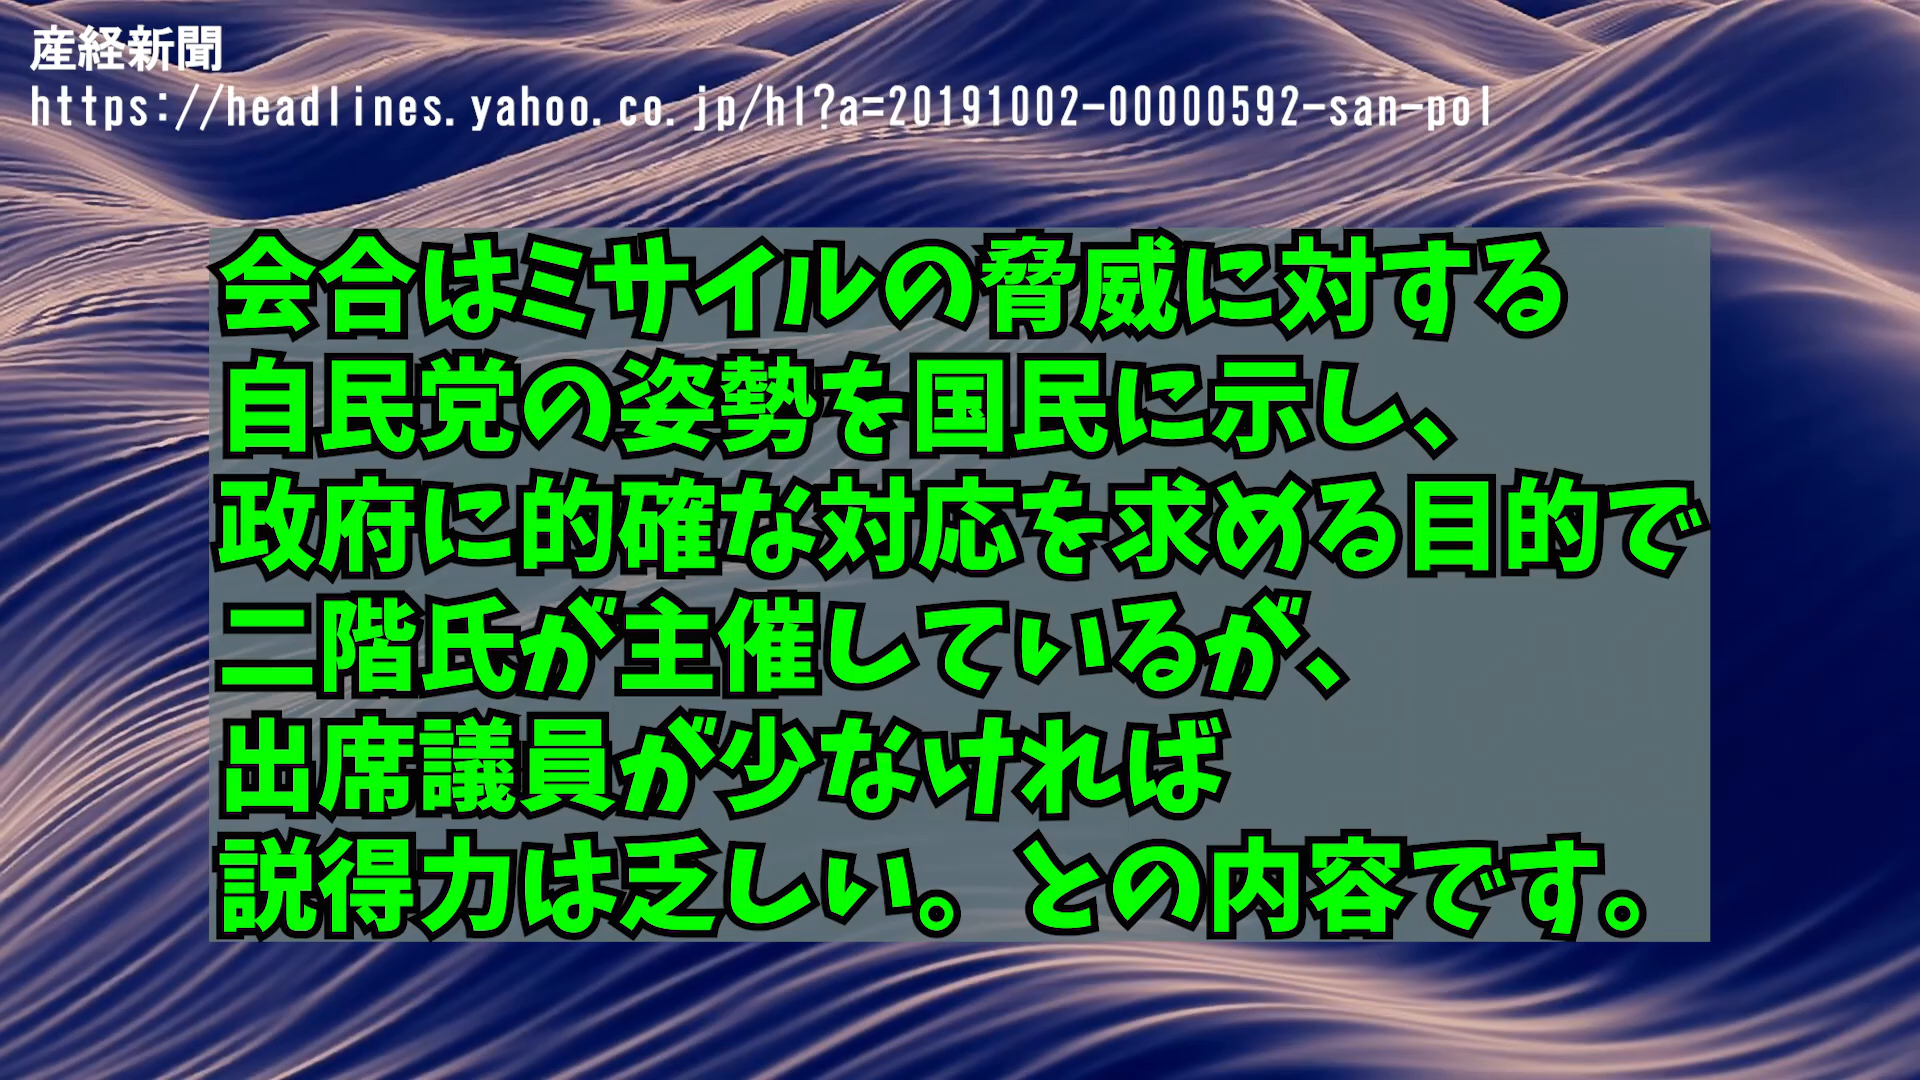 産経新聞
https://headlines.yahoo.co.jp/hl?a=20191002-00000592-san-pol
会合はミサイルの脅威に対する
自民党の姿勢を国民に示し、
政府に的確な対応を求める目的で
二階氏が主催しているが、
出席議員が少なければ
説得力は乏しい。との内容です。